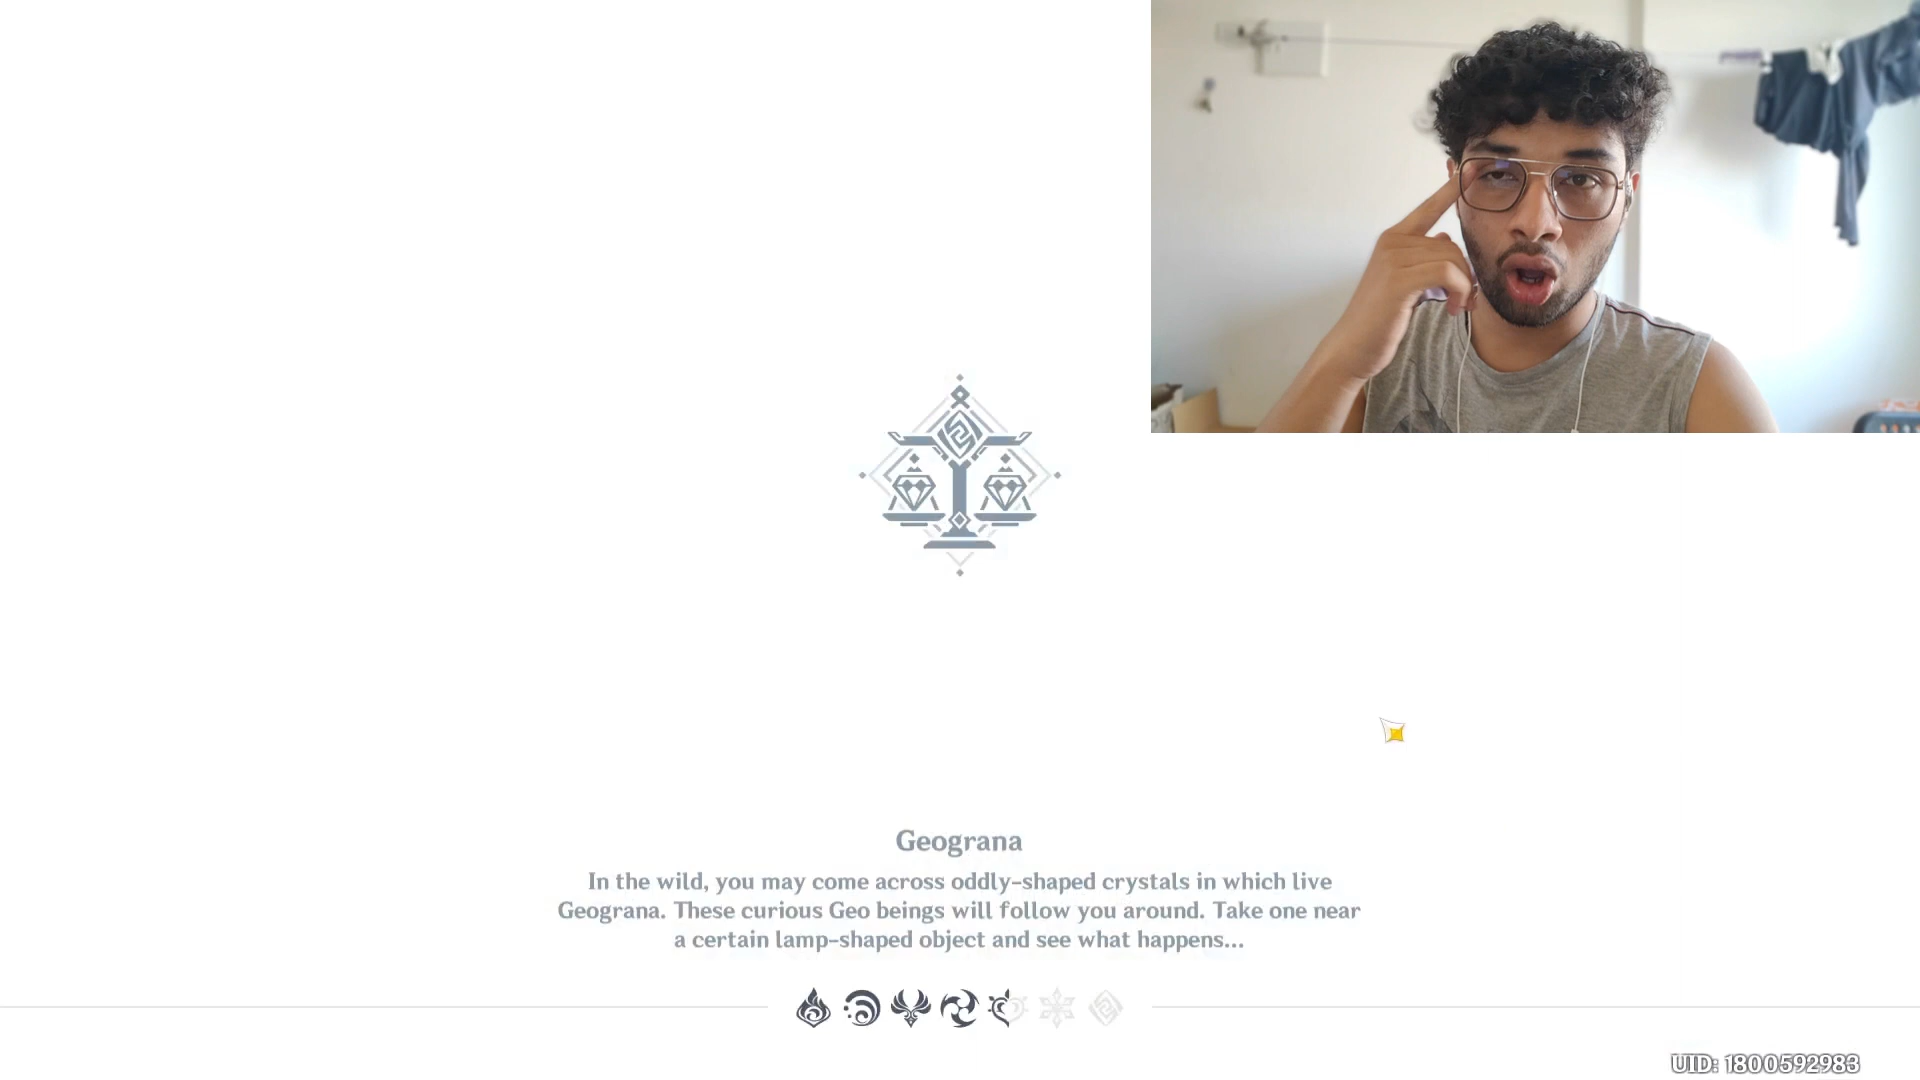 Geograna
In the wild, you may come across oddly-shaped crystals in which live
Geograna. These curious Geo beings will follow you around. Take one near
a certain lamp-shaped object and see what happens...
UID: 1800592983